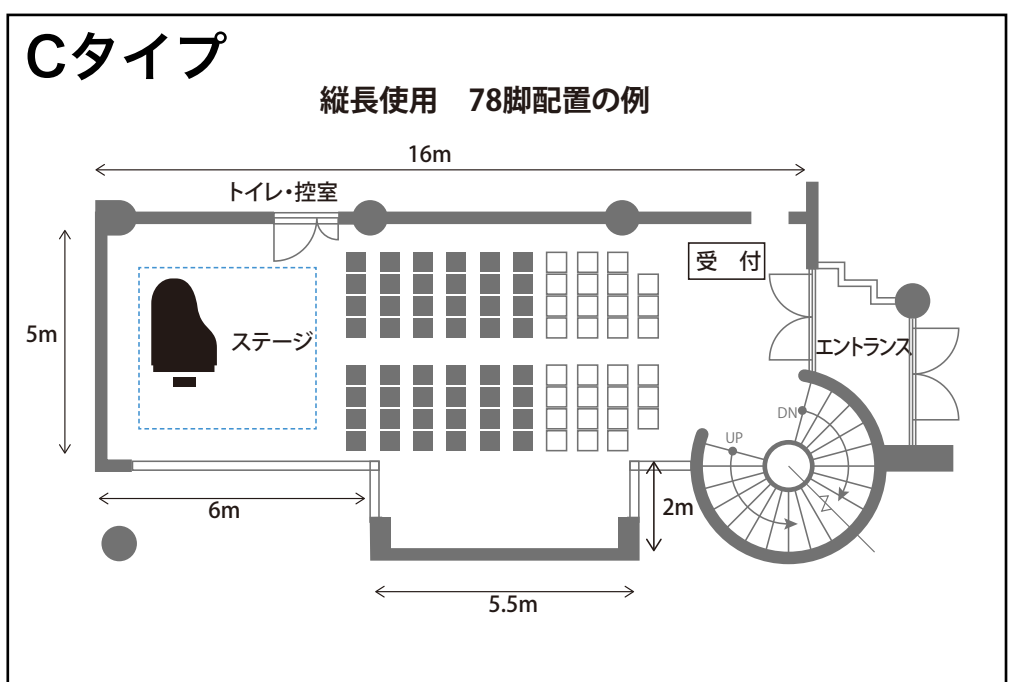 Cタイプ
縦長使用　78脚配置の例
16m
トイレ・控室
受　付
5m
ステージ
エントランス
DN
UP
6m
2m
5.5m